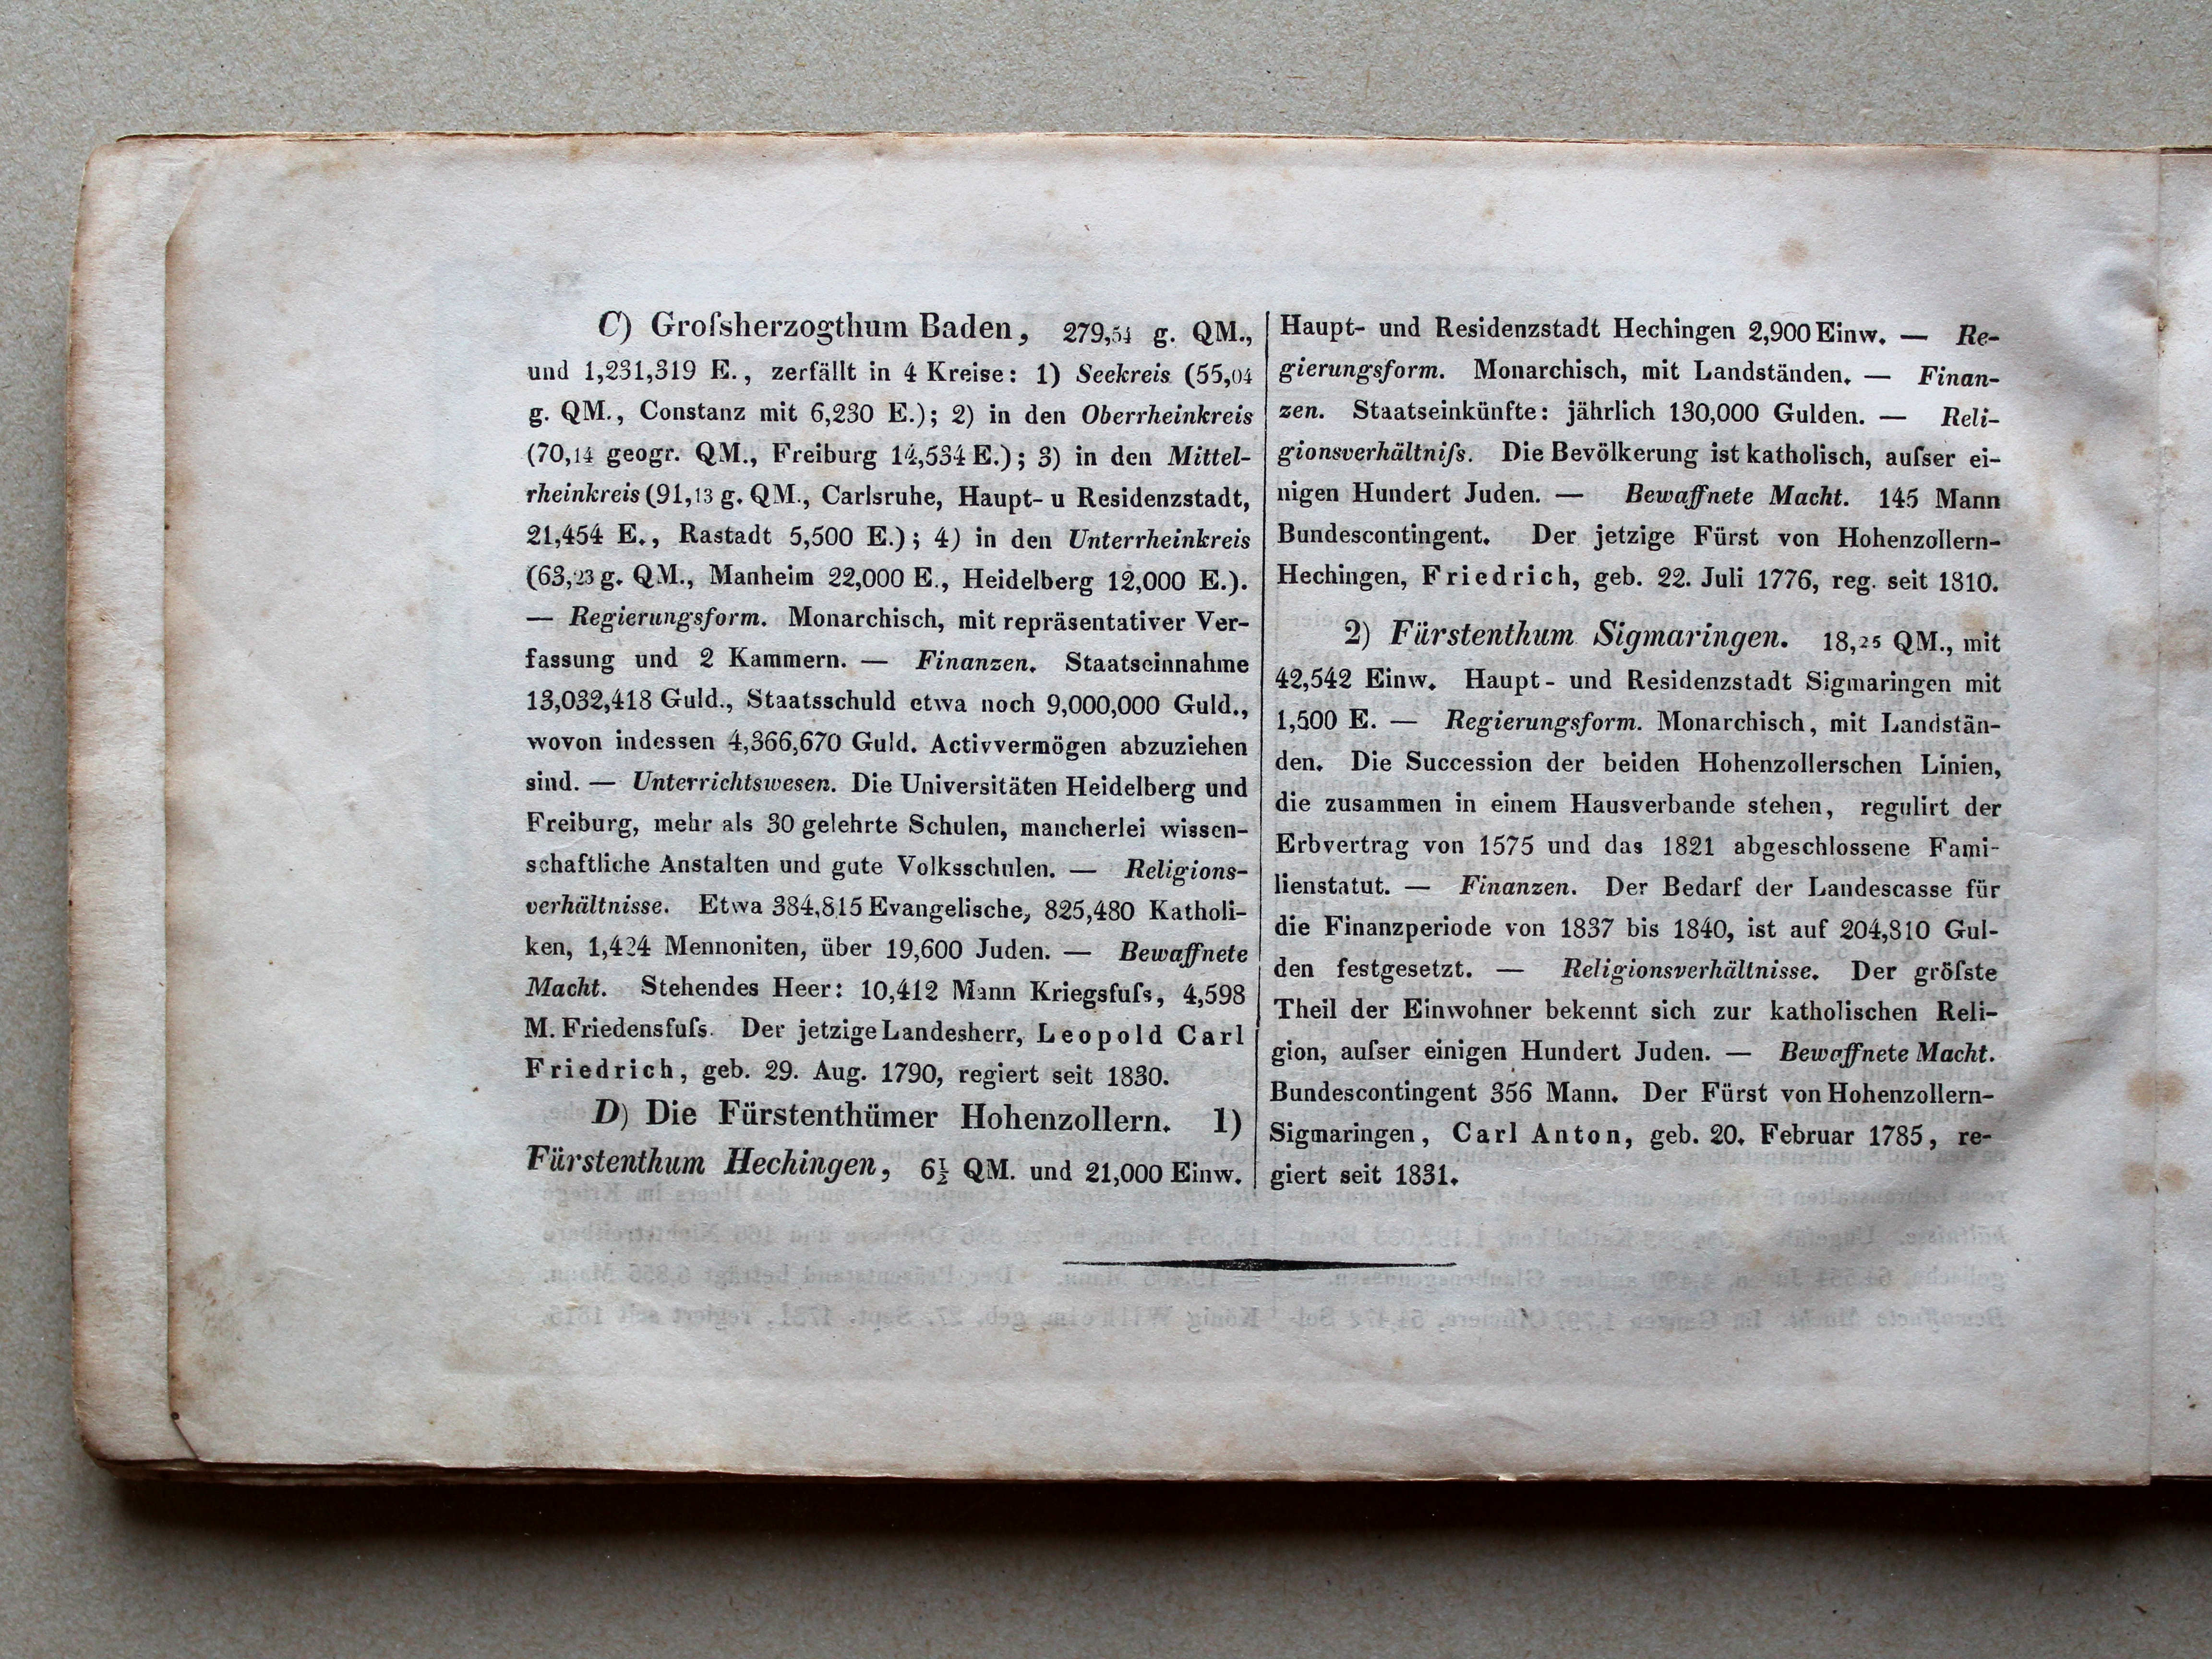 C) Groſsherzogthum Baden, 279,54 g. QM.,
und 1,231,319 E., zerfällt in 4 Kreise: 1) Seekreis (55,04
g. QM., Constanz mit 6,230 E.); 2) in den Oberrheinkreis
(70,14 geogr. QM., Freiburg 14,534 E.); 3) in den Mittel-
rheinkreis (91,13 g. QM., Carlsruhe, Haupt- u Residenzstadt,
21,454 E., Rastadt 5,500 E.); 4) in den Unterrheinkreis
(63,23 g. QM., Manheim 22,000 E., Heidelberg 12,000 E.).
— Regierungsform. Monarchisch, mit repräsentativer Ver-
fassung und 2 Kammern. — Finanzen. Staatseinnahme
13,032,418 Guld., Staatsschuld etwa noch 9,000,000 Guld.,
wovon indessen 4,366,670 Guld. Activvermögen abzuziehen
sind. — Unterrichtswesen. Die Universitäten Heidelberg und
Freiburg, mehr als 30 gelehrte Schulen, mancherlei wissen-
schaftliche Anstalten und gute Volksschulen. — Religions-
verhältnisse. Etwa 384,815 Evangelische, 825,480 Katholi-
ken, 1,424 Mennoniten, über 19,600 Juden. — Bewaffnete
Macht. Stehendes Heer: 10,412 Mann Kriegsfuſs, 4,598
M. Friedensfuſs. Der jetzige Landesherr, Leopold Carl
Friedrich, geb. 29. Aug. 1790, regiert seit 1830.
D) Die Fürstenthümer Hohenzollern. 1)
Fürstenthum Hechingen, 6½ QM. und 21,000 Einw.
Haupt- und Residenzstadt Hechingen 2,900 Einw. — Re-
gierungsform. Monarchisch, mit Landständen. — Finan-
zen. Staatseinkünfte: jährlich 130,000 Gulden. — Reli-
gionsverhältniſs. Die Bevölkerung ist katholisch, auſser ei-
nigen Hundert Juden. — Bewaffnete Macht. 145 Mann
Bundescontingent. Der jetzige Fürst von Hohenzollern-
Hechingen, Friedrich, geb. 22. Juli 1776, reg. seit 1810.
2) Fürstenthum Sigmaringen. 18,25 QM., mit
42,542 Einw. Haupt- und Residenzstadt Sigmaringen mit
1,500 E. — Regierungsform. Monarchisch, mit Landstän-
den. Die Succession der beiden Hohenzollerschen Linien,
die zusammen in einem Hausverbande stehen, regulirt der
Erbvertrag von 1575 und das 1821 abgeschlossene Fami-
lienstatut. — Finanzen. Der Bedarf der Landescasse für
die Finanzperiode von 1837 bis 1840, ist auf 204,810 Gul-
den festgesetzt. — Religionsverhältnisse. Der gröſste
Theil der Einwohner bekennt sich zur katholischen Reli-
gion, auſser einigen Hundert Juden. — Bewaffnete Macht.
Bundescontingent 356 Mann. Der Fürst von Hohenzollern-
Sigmaringen, Carl Anton, geb. 20. Februar 1785, re-
giert seit 1831.